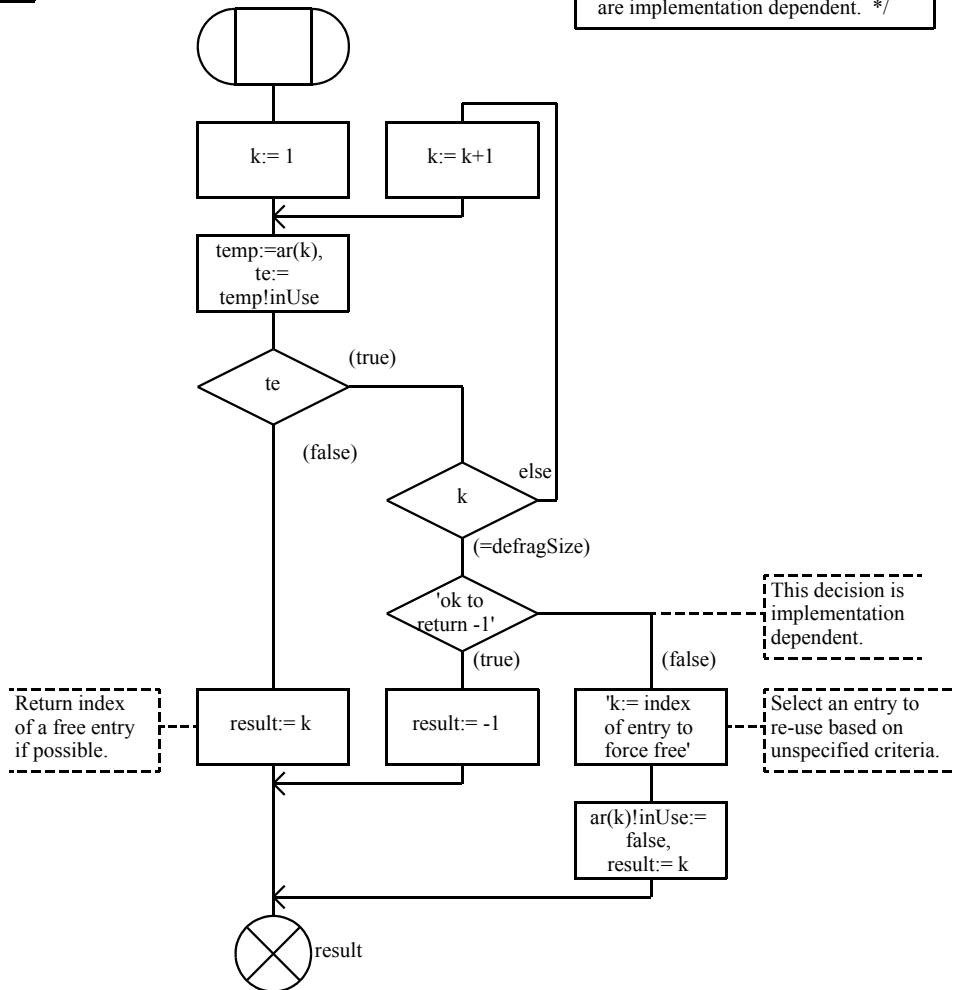 are implementation dependent. */
k:= 1
k:= k+1
temp:=ar(k),
te:=
temp!inUse
(true)
te
(false)
else
k
(=defragSize)
'ok to
return -1'
This decision is
implementation
dependent.
(true)
(false)
Return index
of a free entry
if possible.
result:= k
result:= -1
'k:= index
of entry to
force free'
Select an entry to
re-use based on
unspecified criteria.
ar(k)!inUse:=
false,
result:= k
result